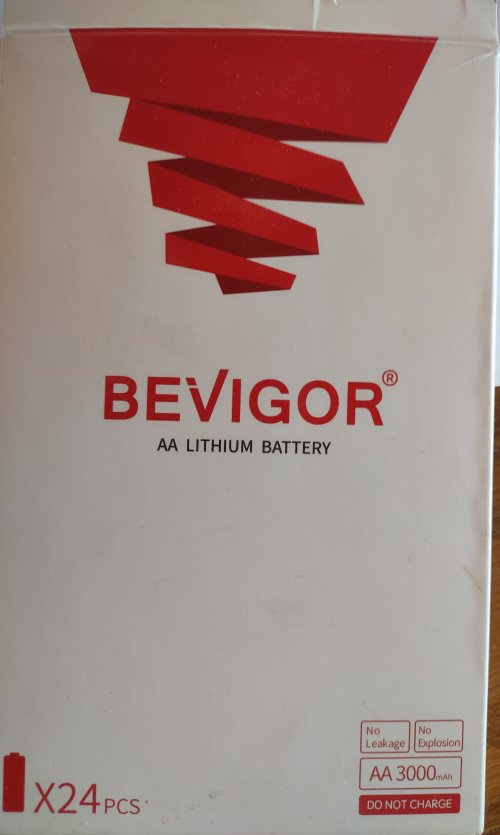 BEVIGOR®
AA LITHIUM BATTERY
No Leakage
No Explosion
AA 3000mAh
DO NOT CHARGE
X24PCS